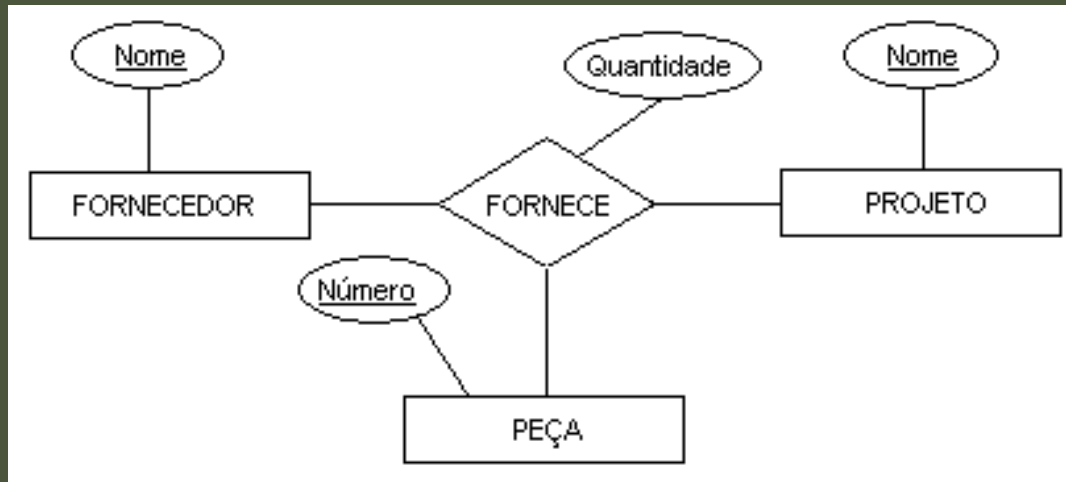 Nome
Quantidade
Nome
FORNECEDOR
FORNECE
PROJETO
Número
PEÇA